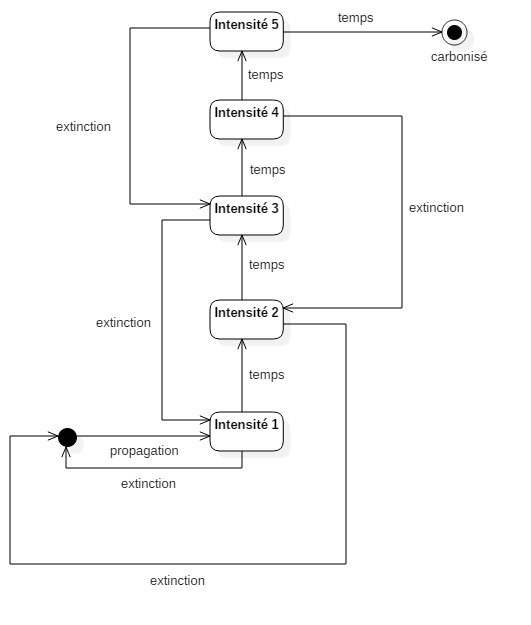 Intensité 5
temps
carbonisé
temps
Intensité 4
extinction
temps
Intensité 3
extinction
temps
extinction
Intensité 2
temps
Intensité 1
propagation
extinction
extinction